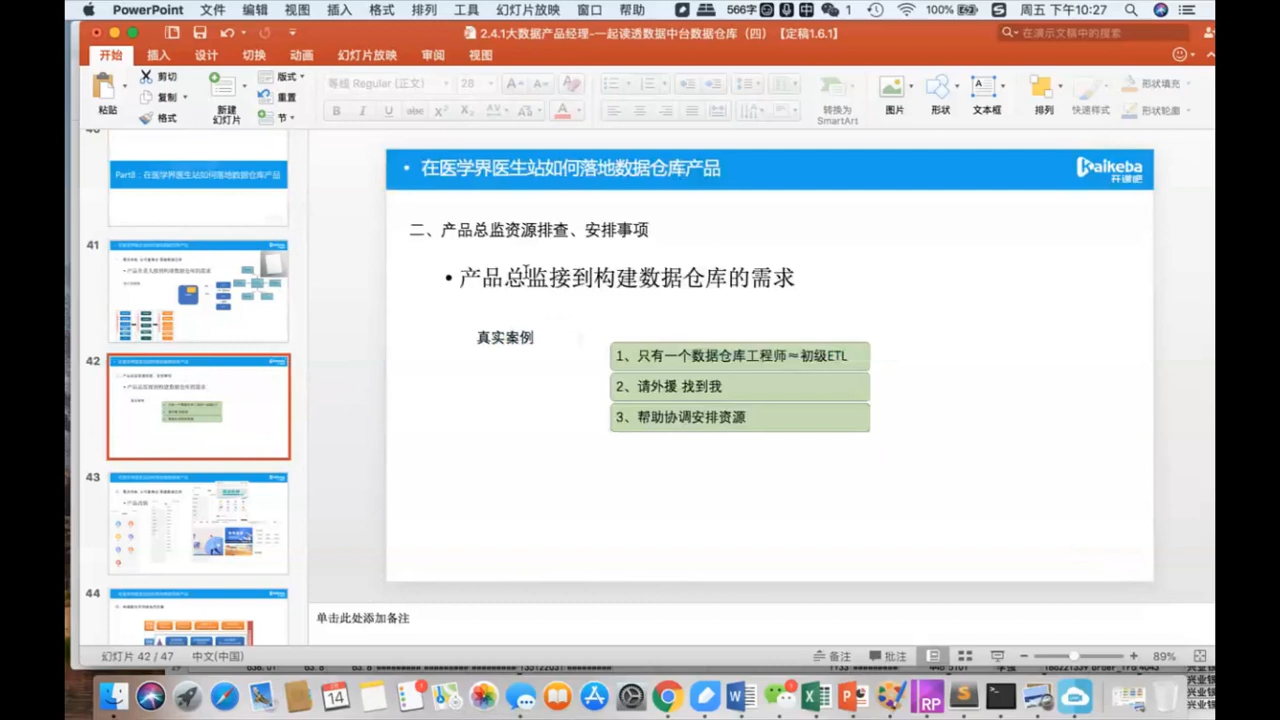 PowerPoint 文件 编辑 视图 插入 格式 排列 工具 幻灯片放映 窗口 帮助 566字 1 100% 周五 下午10:27
2.4.1大数据产品经理-一起读透数据中台数据仓库（四）【定稿1.6.1】
在演示文稿中的搜索
开始 插入 设计 切换 动画 幻灯片放映 审阅 视图
粘贴
剪切
复制
格式
新建
幻灯片
版式
重置
节
等线 Regular (正文) 28
转换为
SmartArt
图片
形状
文本框
排列
快速样式
形状填充
形状轮廓
Part8：在医学界医生站如何落地数据仓库产品
41
42
43
44
• 在医学界医生站如何落地数据仓库产品
Kaikeba
开课吧
二、产品总监资源排查、安排事项
• 产品总监接到构建数据仓库的需求
真实案例
1、只有一个数据仓库工程师≈初级ETL
2、请外援 找到我
3、帮助协调安排资源
单击此处添加备注
幻灯片 42 / 47 中文(中国) 备注 批注 89%